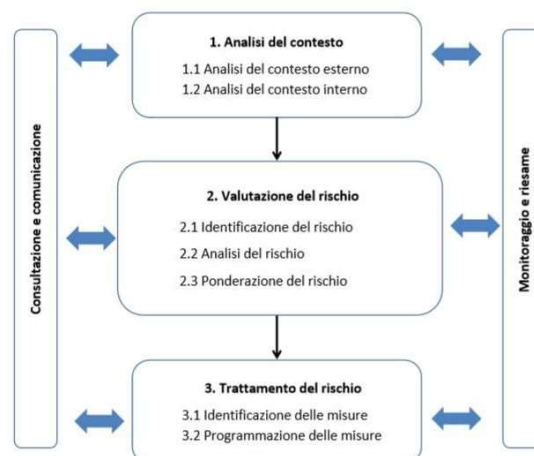 Consultazione e comunicazione
1. Analisi del contesto
1.1 Analisi del contesto esterno
1.2 Analisi del contesto interno
2. Valutazione del rischio
2.1 Identificazione del rischio
2.2 Analisi del rischio
2.3 Ponderazione del rischio
3. Trattamento del rischio
3.1 Identificazione delle misure
3.2 Programmazione delle misure
Monitoraggio e riesame